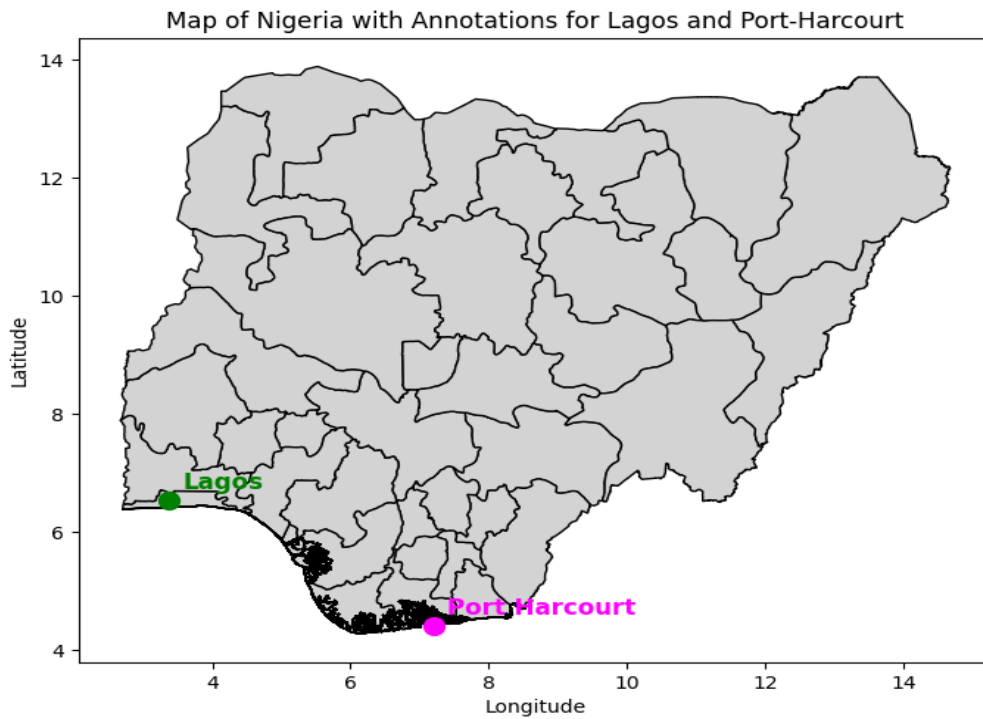 Map of Nigeria with Annotations for Lagos and Port-Harcourt
14
12
10
8
6
4
Latitude
Lagos
Port-Harcourt
4
6
8
10
12
14
Longitude